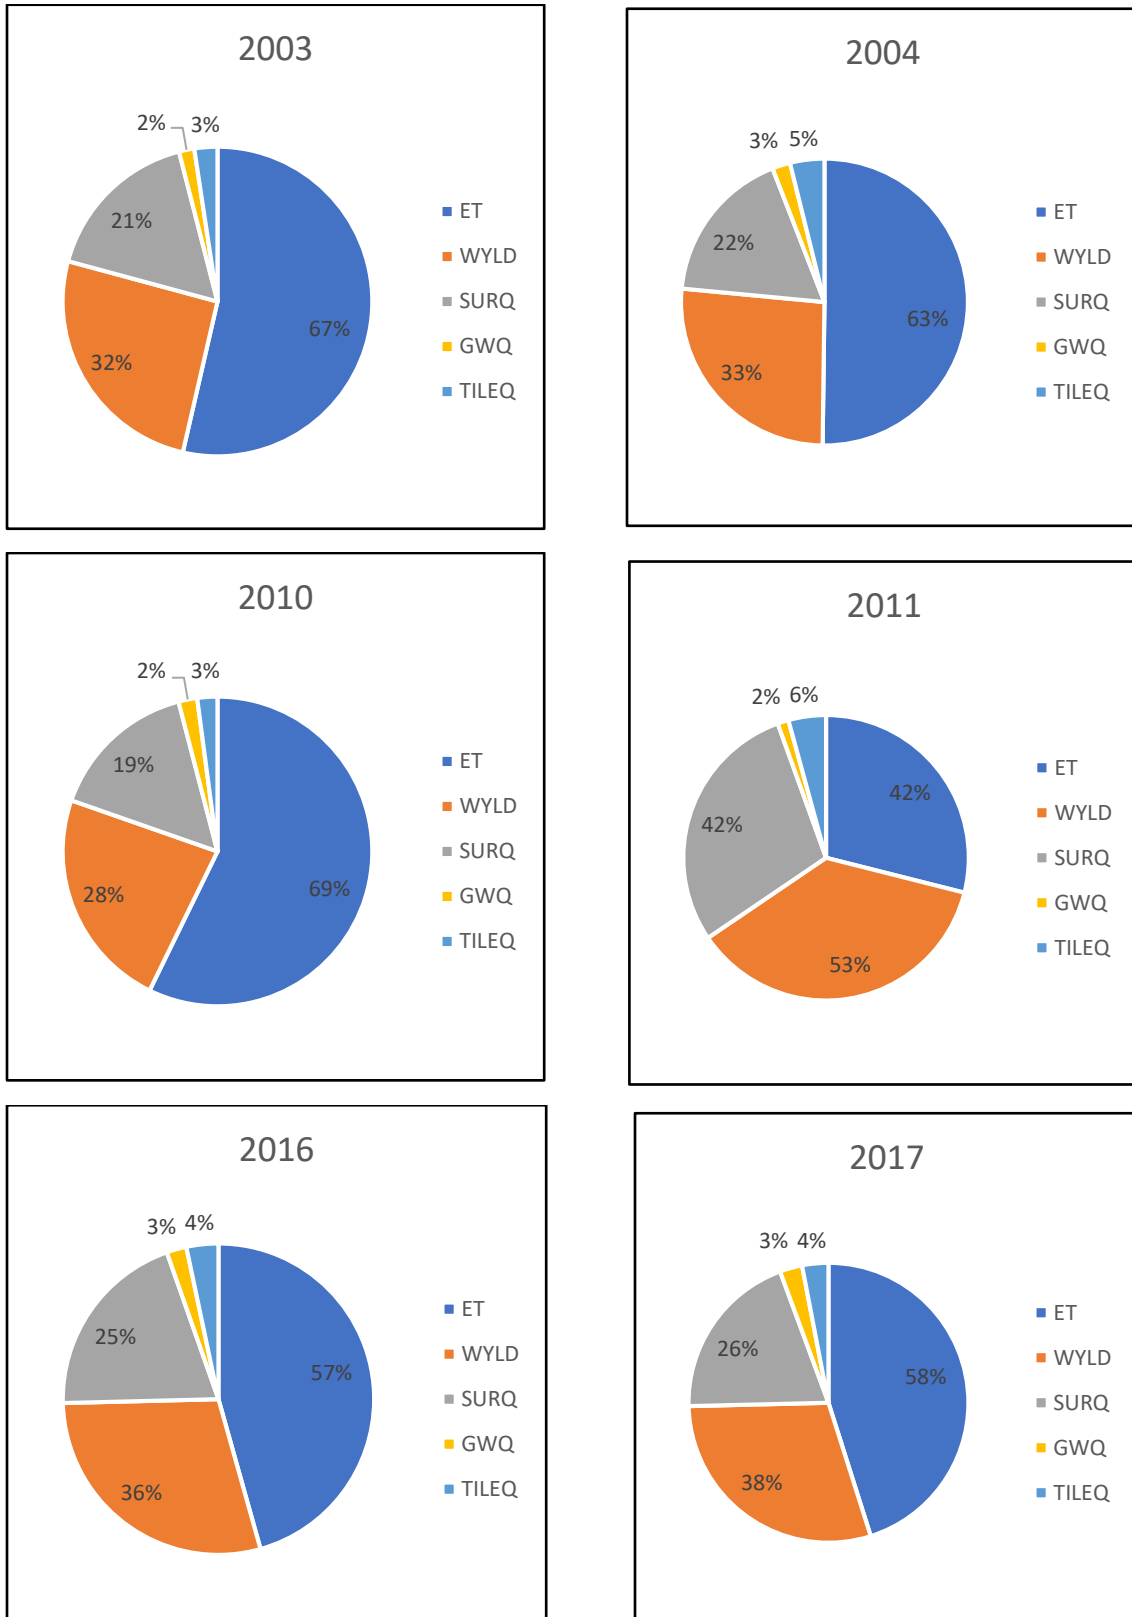 2003
2% 3%
21%
67%
32%
ET
WYLD
SURQ
GWQ
TILEQ
2004
3% 5%
22%
63%
33%
ET
WYLD
SURQ
GWQ
TILEQ
2010
2% 3%
19%
69%
28%
ET
WYLD
SURQ
GWQ
TILEQ
2011
2% 6%
42%
42%
53%
ET
WYLD
SURQ
GWQ
TILEQ
2016
3% 4%
25%
57%
36%
ET
WYLD
SURQ
GWQ
TILEQ
2017
3% 4%
26%
58%
38%
ET
WYLD
SURQ
GWQ
TILEQ